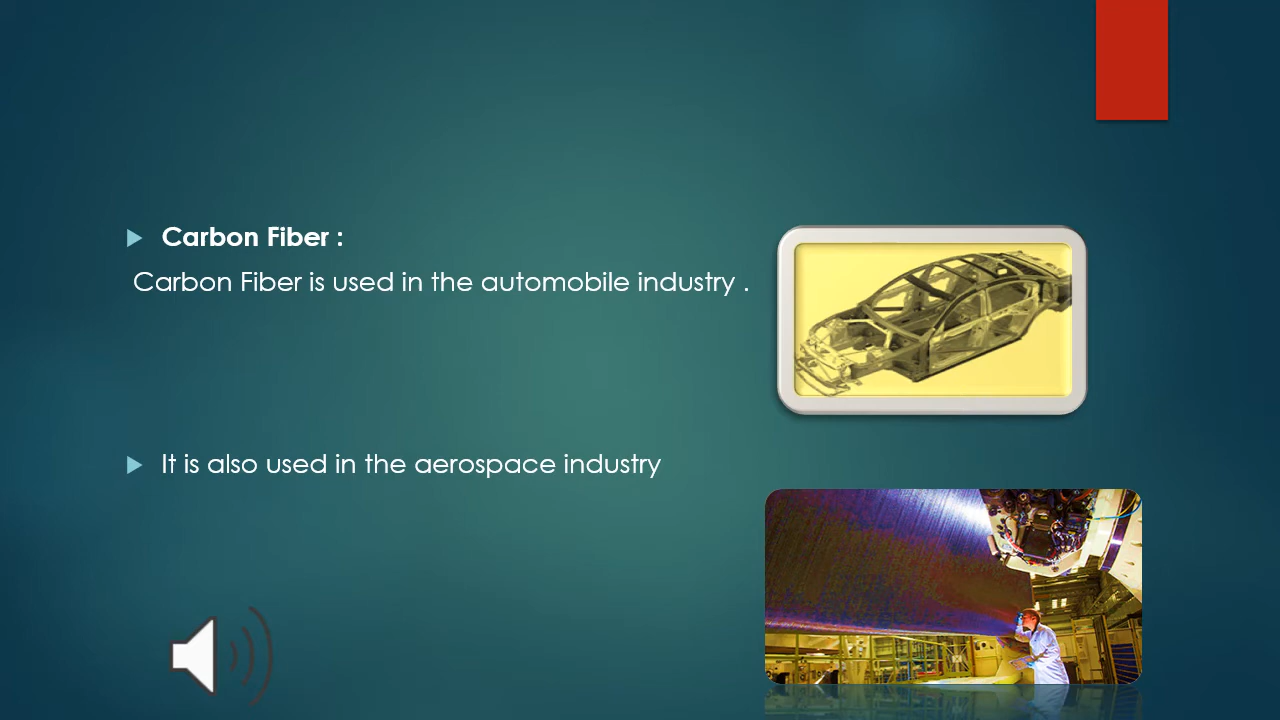 Carbon Fiber :
Carbon Fiber is used in the automobile industry .
It is also used in the aerospace industry